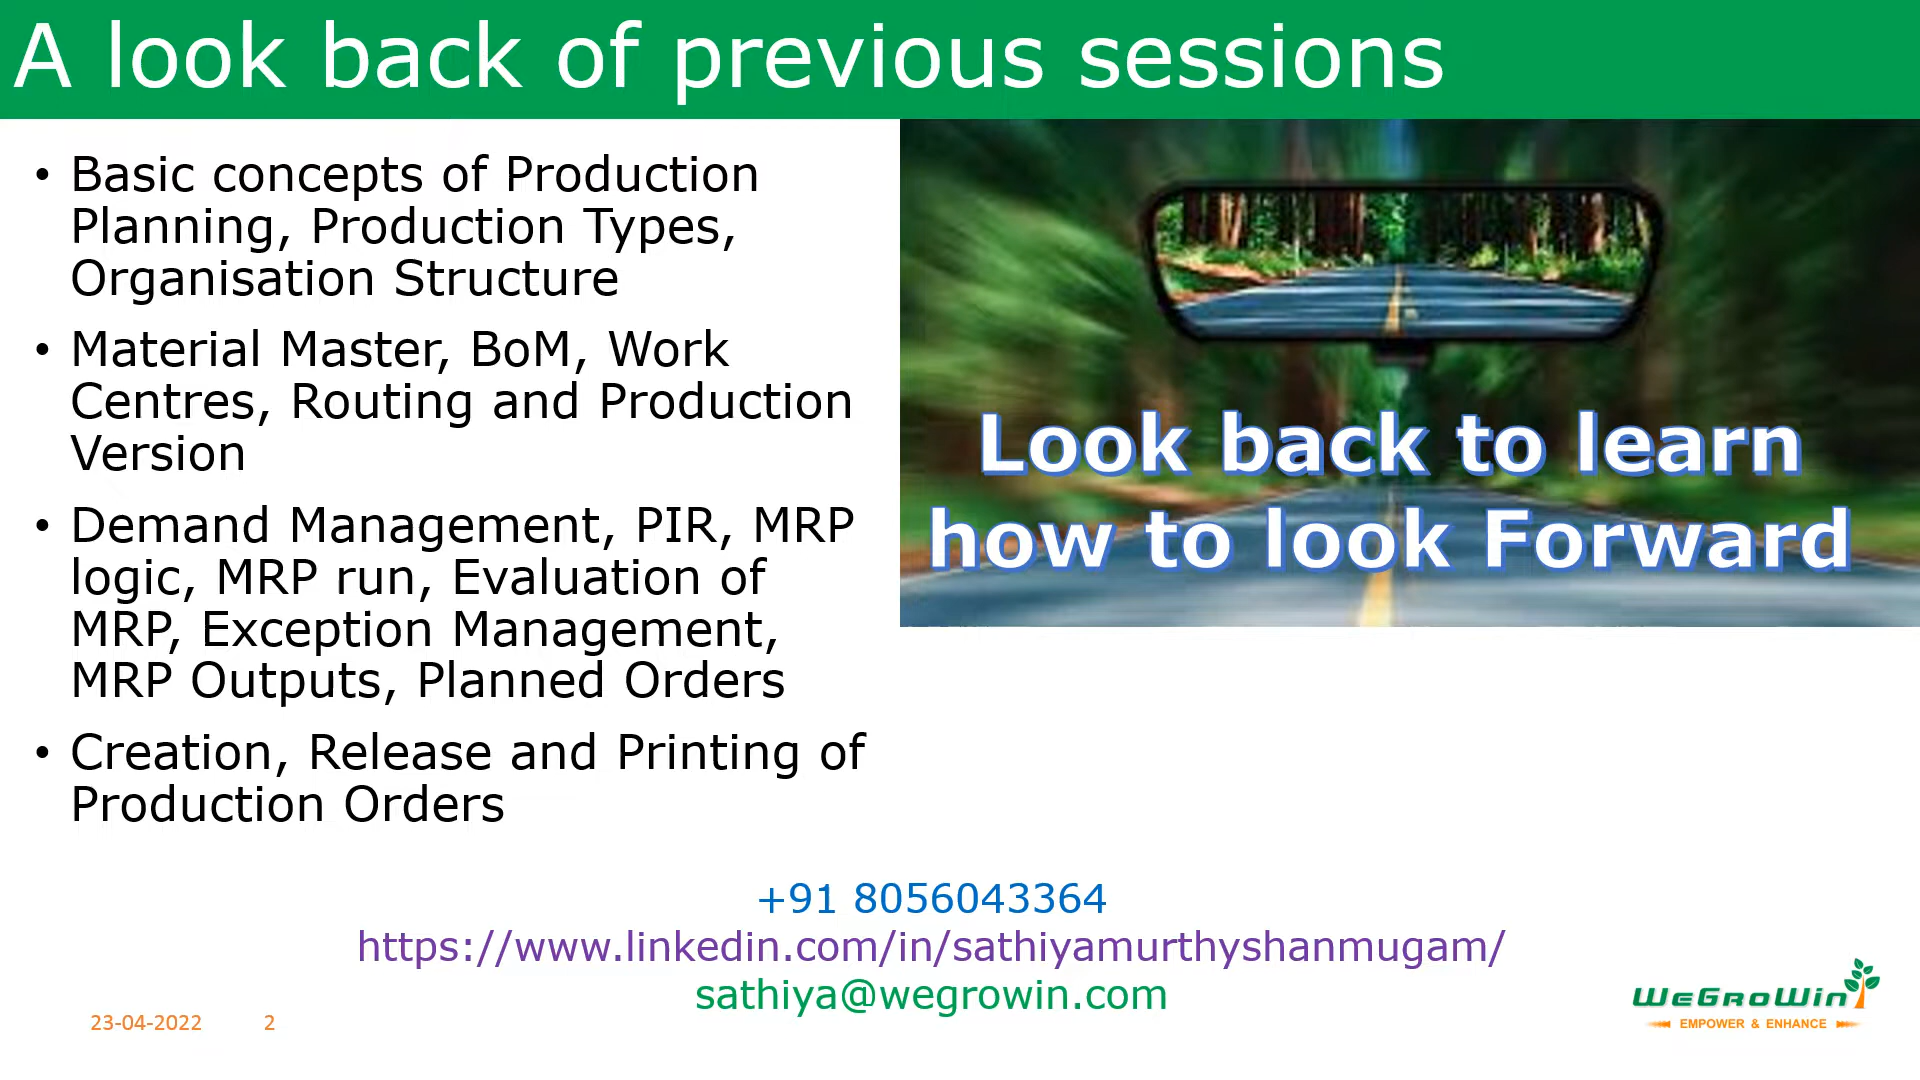 A look back of previous sessions
• Basic concepts of Production
Planning, Production Types,
Organisation Structure
• Material Master, BoM, Work
Centres, Routing and Production
Version
• Demand Management, PIR, MRP
logic, MRP run, Evaluation of
MRP, Exception Management,
MRP Outputs, Planned Orders
• Creation, Release and Printing of
Production Orders
Look back to learn
how to look Forward
+91 8056043364
https://www.linkedin.com/in/sathiyamurthyshanmugam/
sathiya@wegrowin.com
23-04-2022 2
WeGroWin
EMPOWER & ENHANCE